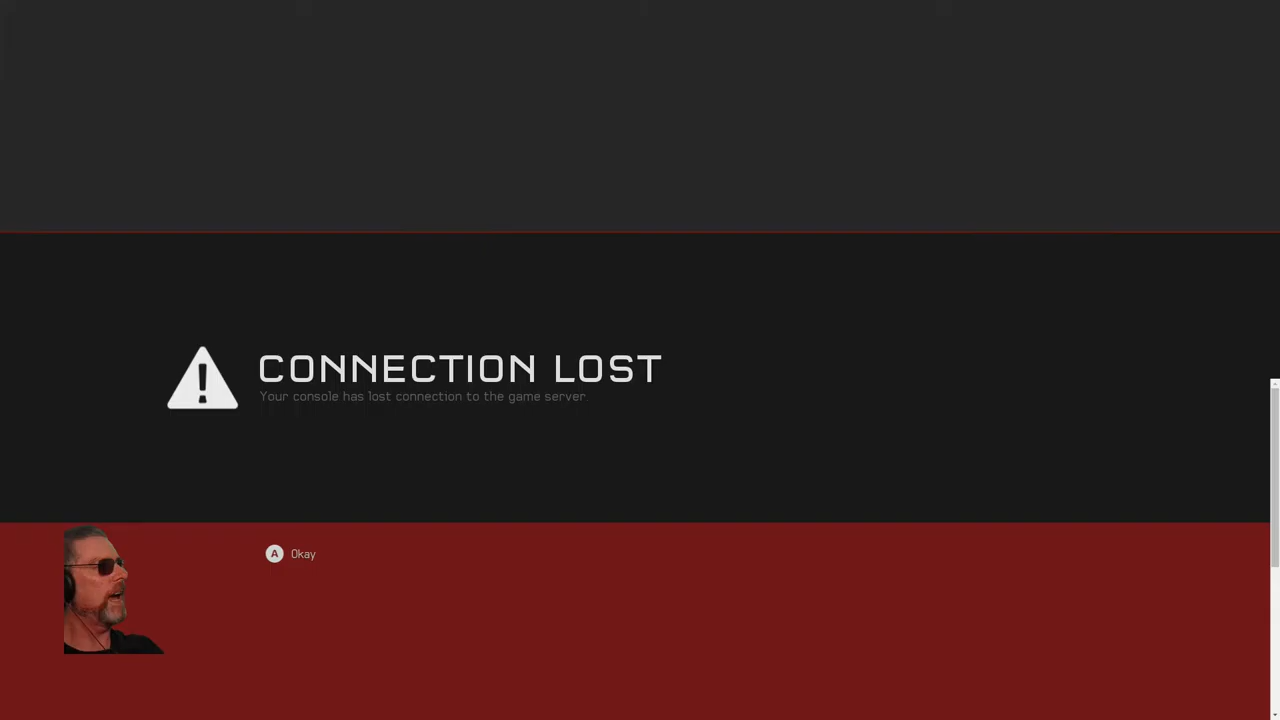 CONNECTION LOST
Your console has lost connection to the game server.
A Okay